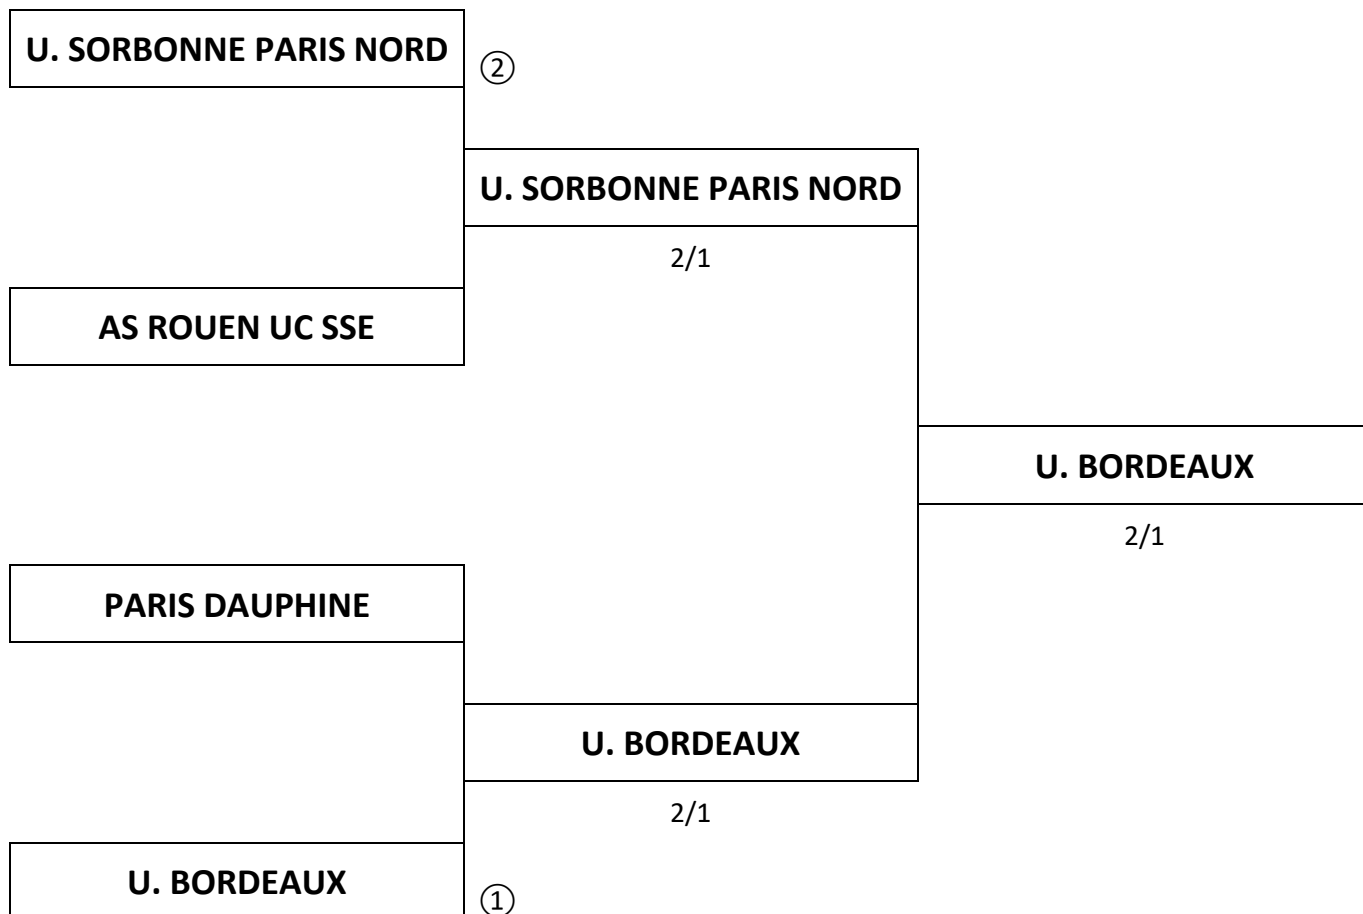 U. SORBONNE PARIS NORD
②
U. SORBONNE PARIS NORD
2/1
AS ROUEN UC SSE
U. BORDEAUX
2/1
PARIS DAUPHINE
U. BORDEAUX
2/1
U. BORDEAUX
①